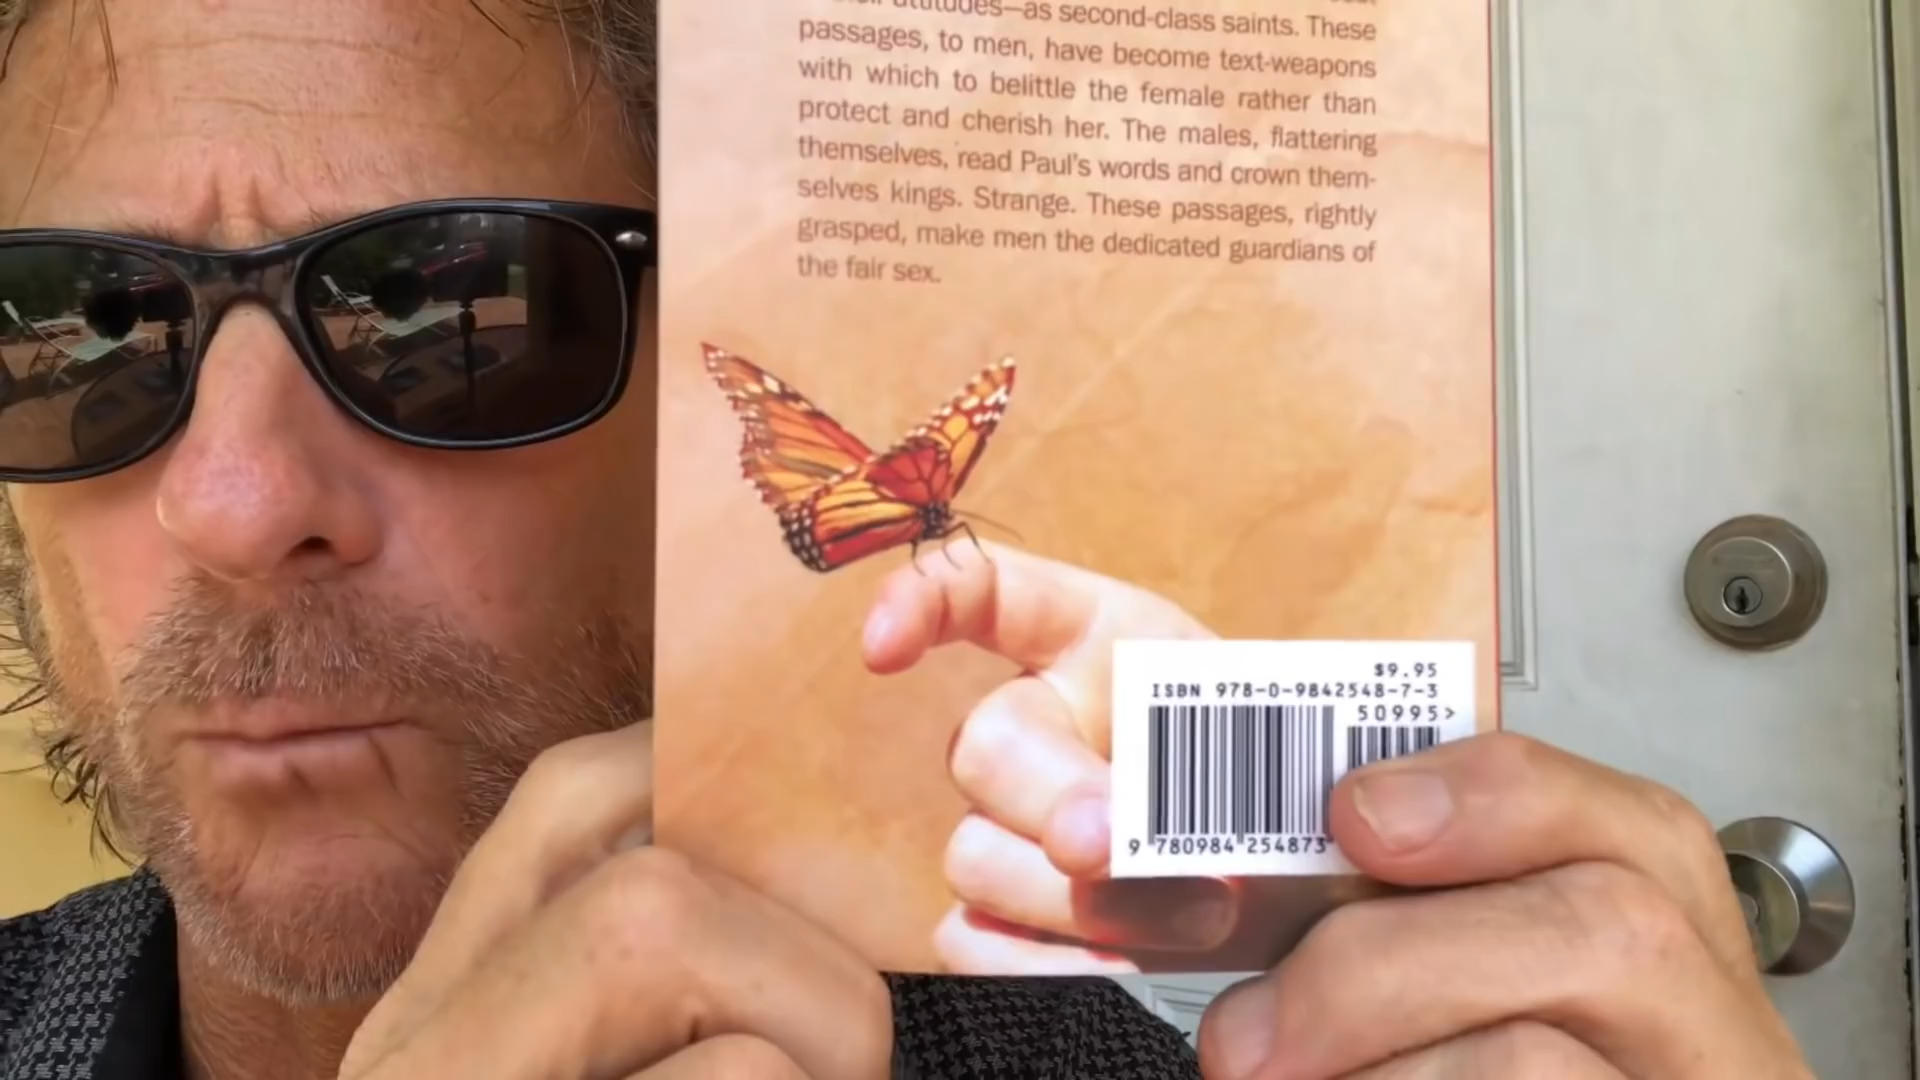 attitudes—as second-class saints. These
passages, to men, have become text-weapons
with which to belittle the female rather than
protect and cherish her. The males, flattering
themselves, read Paul's words and crown them-
selves kings. Strange. These passages, rightly
grasped, make men the dedicated guardians of
the fair sex.
$9.95
ISBN 978-0-9842548-7-3
50995>
9 780984 254873